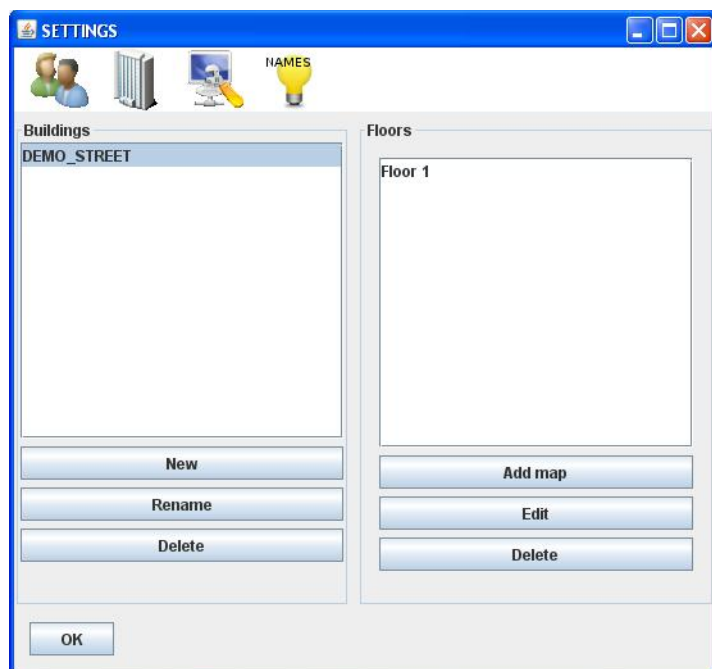 SETTINGS
NAMES
Buildings
DEMO_STREET
New
Rename
Delete
Floors
Floor 1
Add map
Edit
Delete
OK